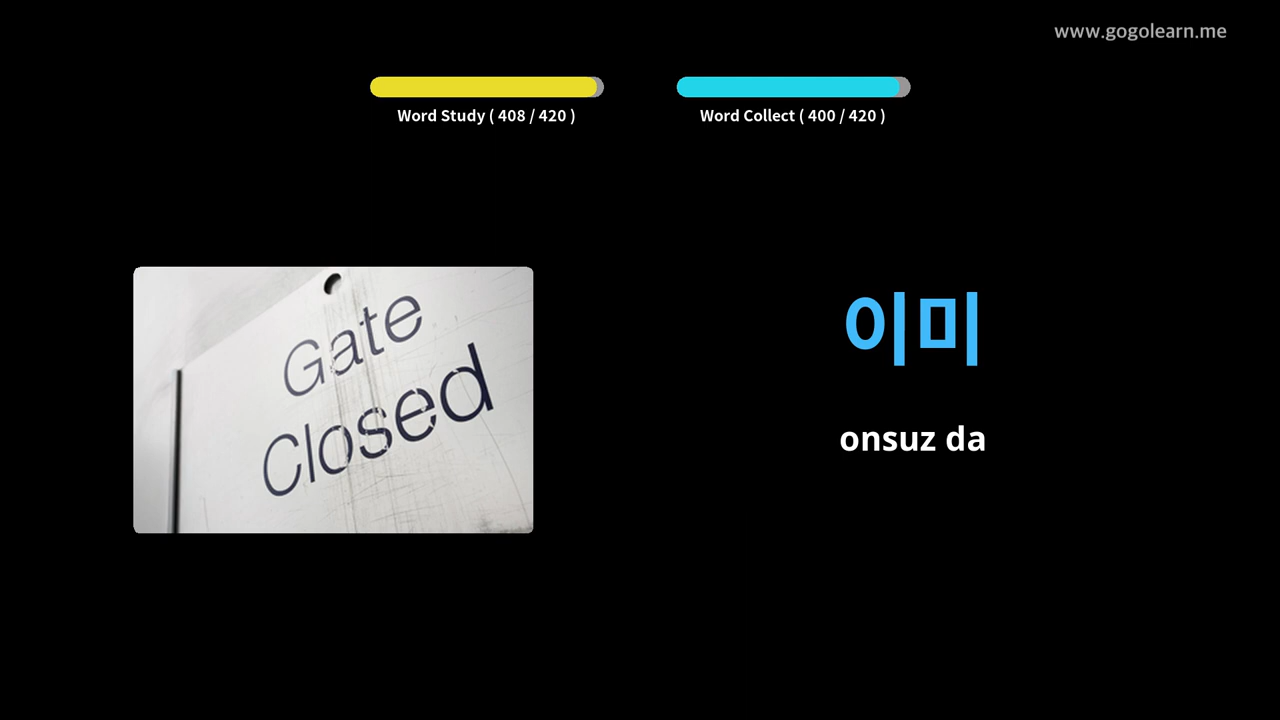 www.gogolearn.me
Word Study ( 408 / 420 )
Word Collect ( 400 / 420 )
Gate
Closed
이미
onsuz da